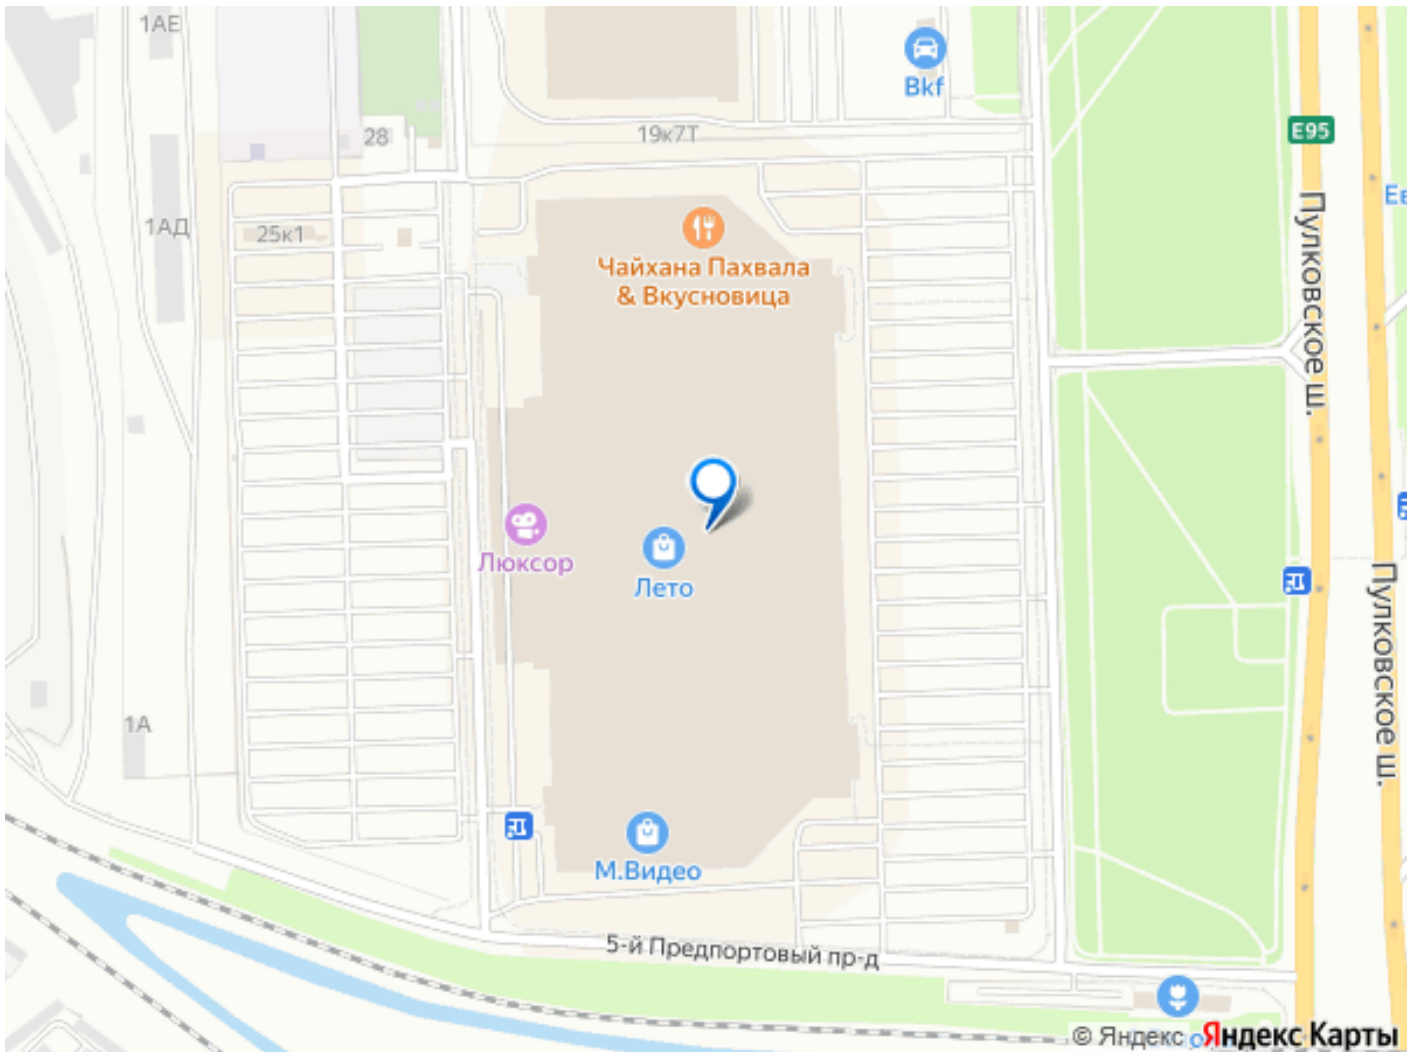 1АЕ
Bkf
28
19к7Т
E95
Ев
Пулковское ш.
1АД
25к1
Чайхана Пахвала
& Вкусновица
Люксор
Лето
Пулковское ш.
1А
М.Видео
5-й Предпортовый пр-д
© Яндекс Яндекс Карты